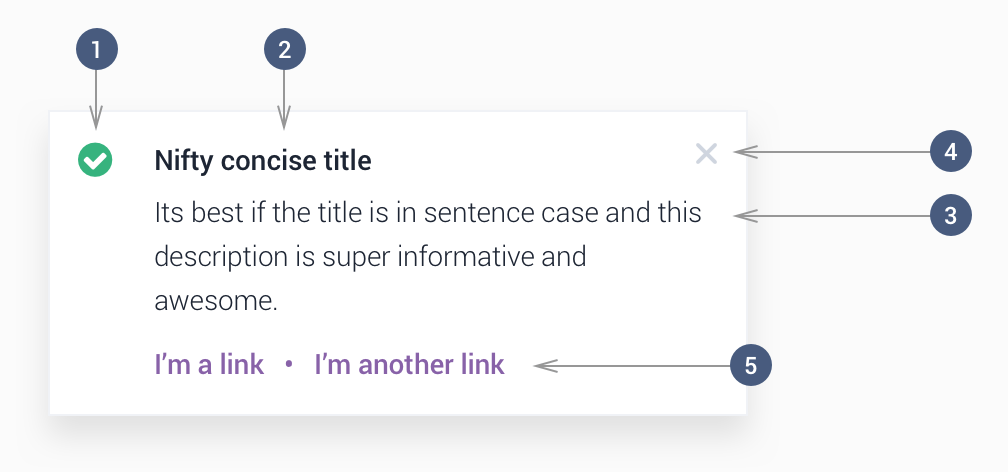 1
2
Nifty concise title
4
Its best if the title is in sentence case and this
3
description is super informative and
awesome.
I'm a link • I'm another link
5